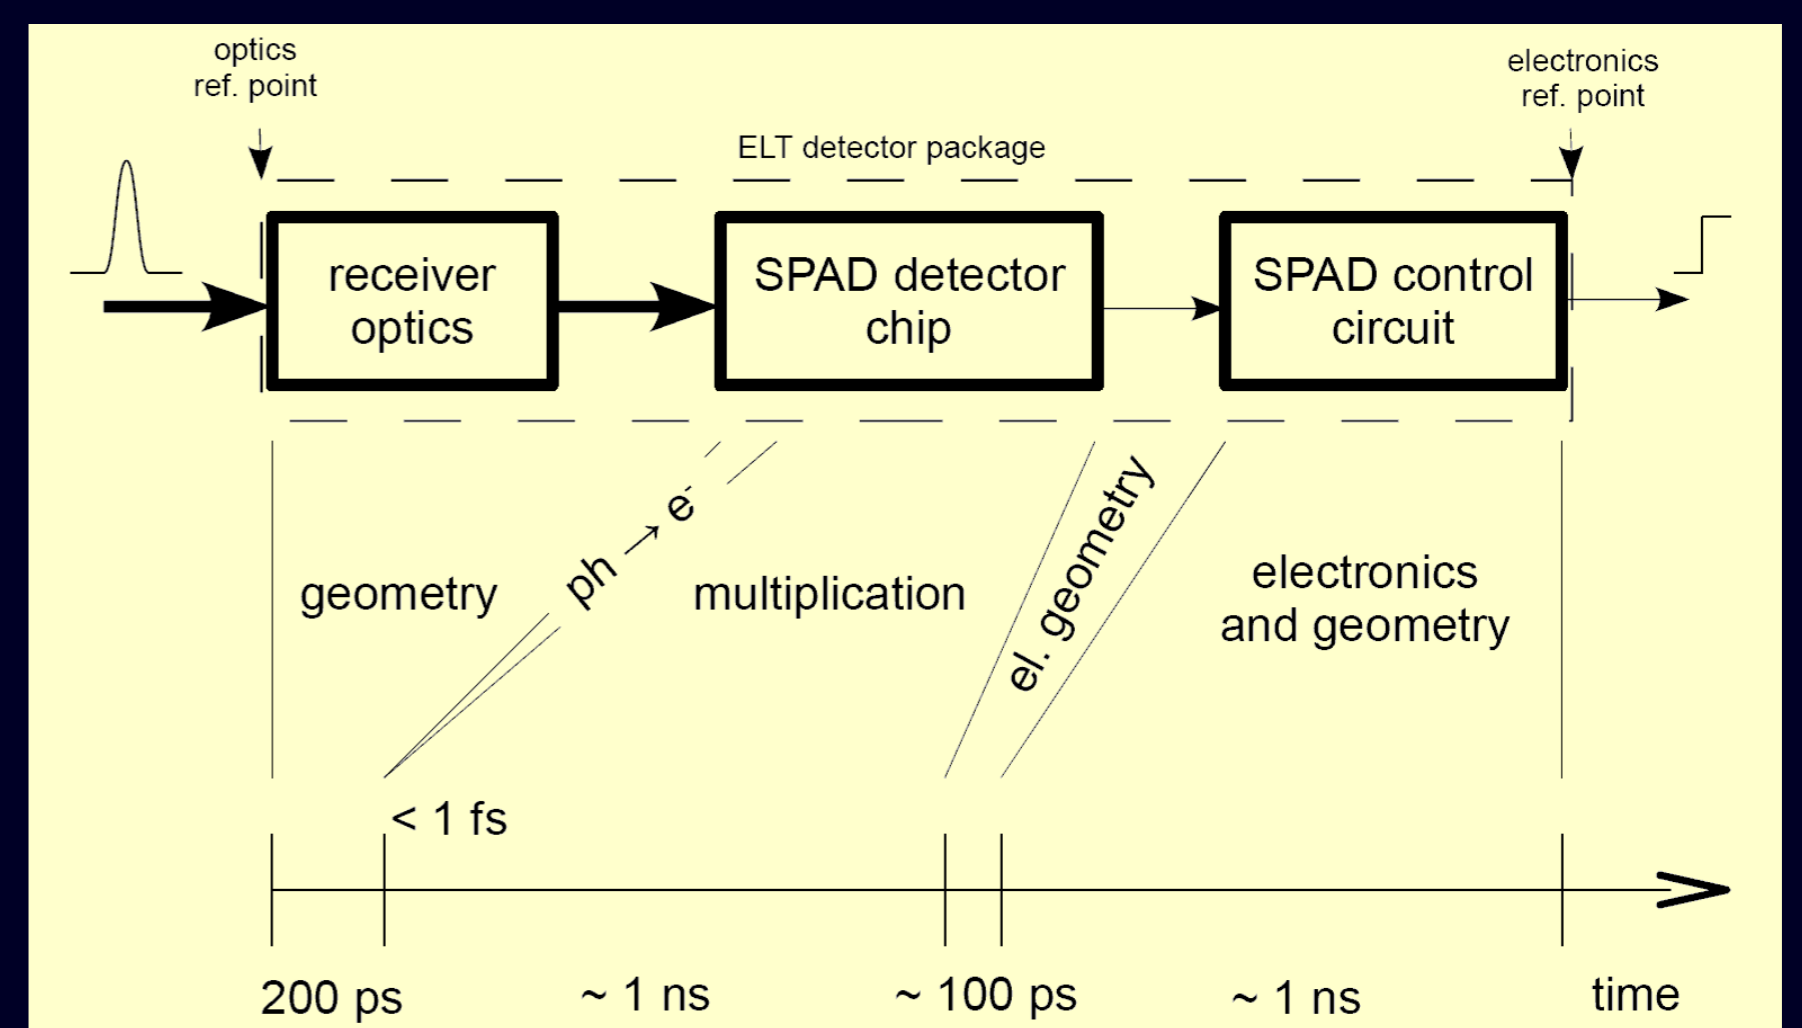 optics
ref. point
electronics
ref. point
ELT detector package
receiver
optics
SPAD detector
chip
SPAD control
circuit
geometry
ph → e-
multiplication
el. geometry
electronics
and geometry
< 1 fs
200 ps
~ 1 ns
~ 100 ps
~ 1 ns
time